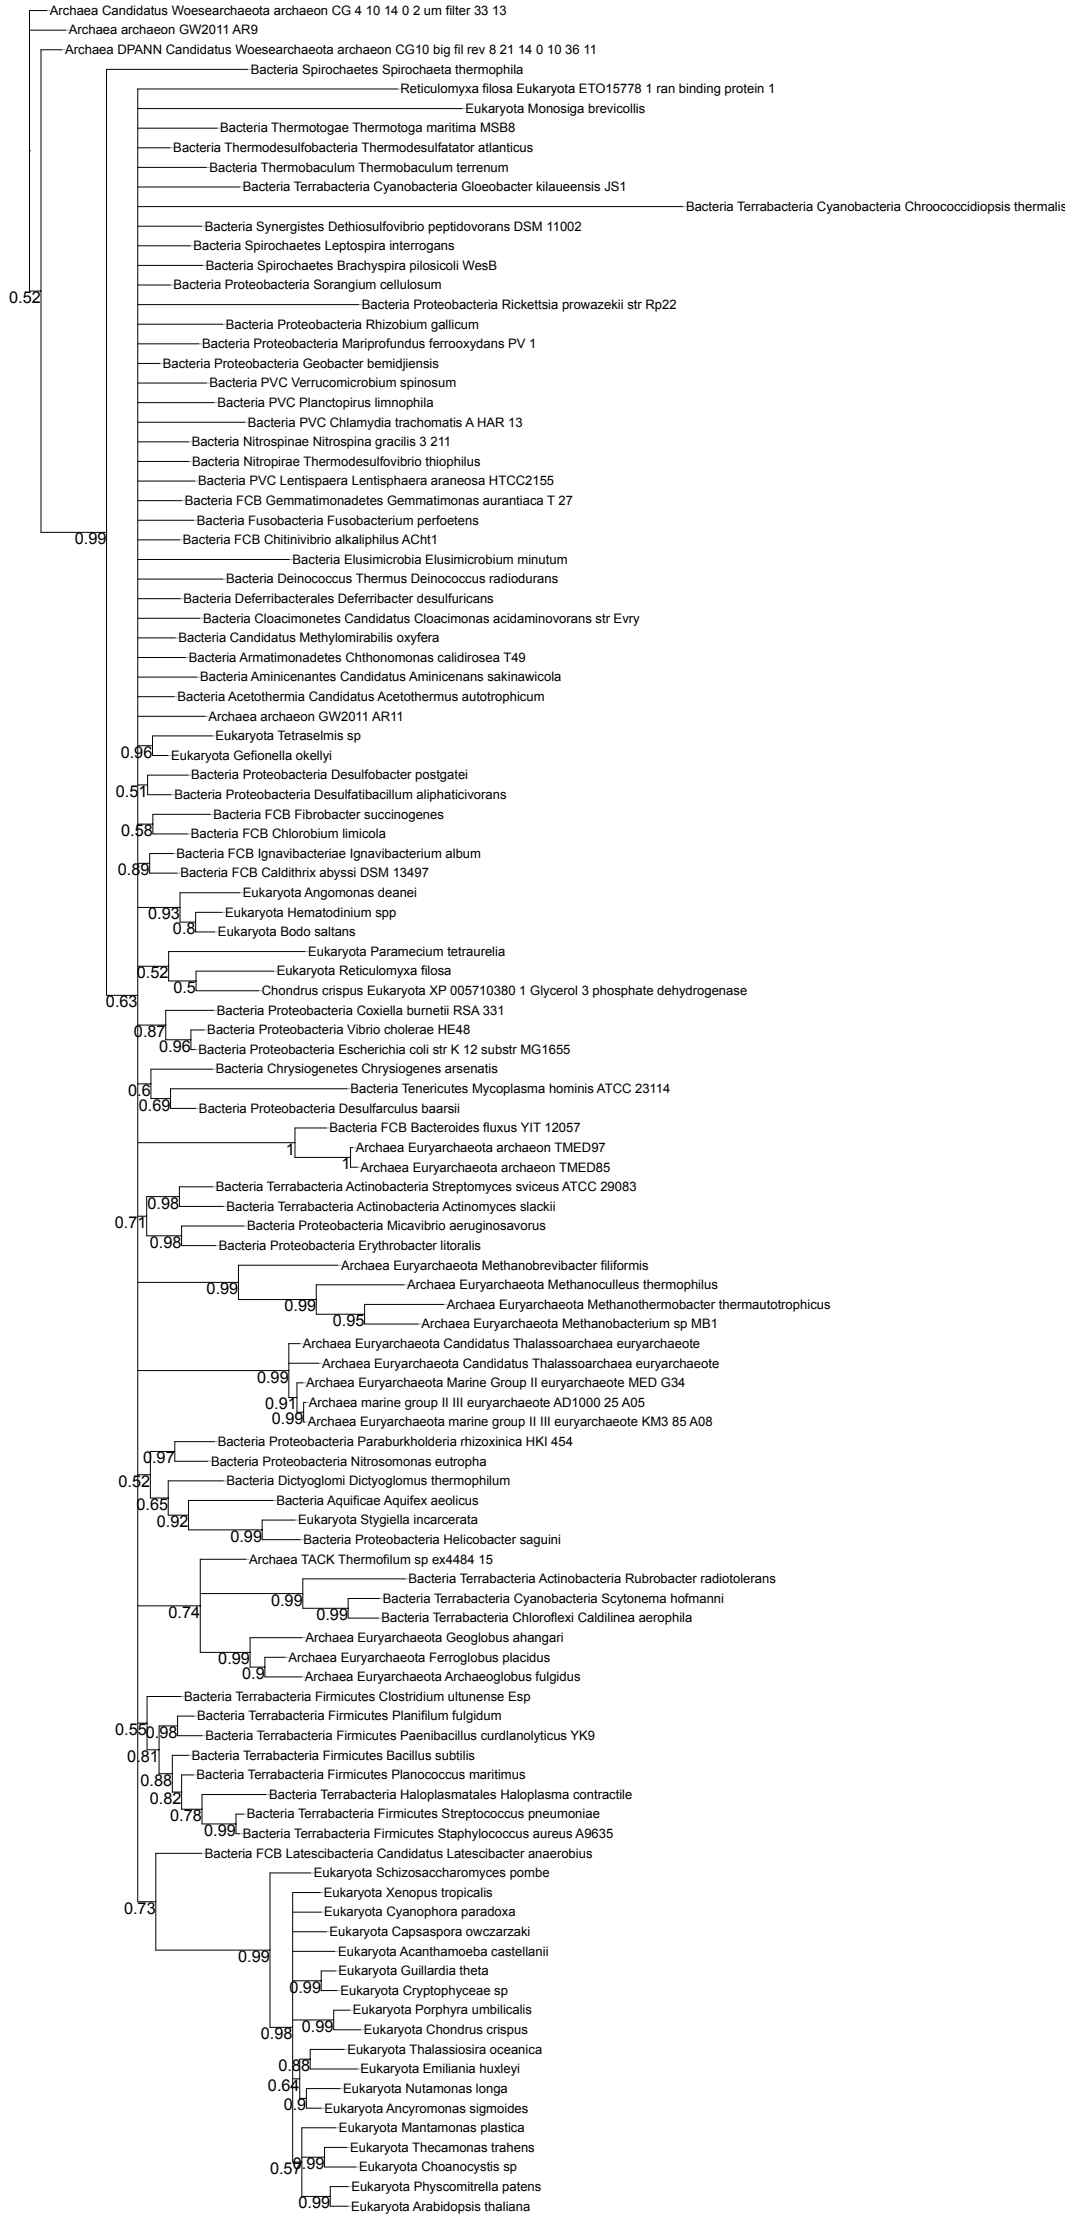 Archaea Candidatus Woesearchaeota archaeon CG 4 10 14 0 2 um filter 33 13
Archaea archaeon GW2011 AR9
Archaea DPANN Candidatus Woesearchaeota archaeon CG10 big fil rev 8 21 14 0 10 36 11
Bacteria Spirochaetes Spirochaeta thermophila
Reticulomyxa filosa Eukaryota ETO15778 1 ran binding protein 1
Eukaryota Monosiga brevicollis
Bacteria Thermotogae Thermotoga maritima MSB8
Bacteria Thermodesulfobacteria Thermodesulfatator atlanticus
Bacteria Thermobaculum Thermobaculum terrenum
Bacteria Terrabacteria Cyanobacteria Gloeobacter kilaueensis JS1
Bacteria Terrabacteria Cyanobacteria Chroococcidiopsis thermalis
Bacteria Synergistes Dethiosulfovibrio peptidovorans DSM 11002
Bacteria Spirochaetes Leptospira interrogans
Bacteria Spirochaetes Brachyspira pilosicoli WesB
Bacteria Proteobacteria Sorangium cellulosum
0.52
Bacteria Proteobacteria Rickettsia prowazekii str Rp22
Bacteria Proteobacteria Rhizobium gallicum
Bacteria Proteobacteria Mariprofundus ferrooxydans PV 1
Bacteria Proteobacteria Geobacter bemidjiensis
Bacteria PVC Verrucomicrobium spinosum
Bacteria PVC Planctopirus limnophila
Bacteria PVC Chlamydia trachomatis A HAR 13
Bacteria Nitrospinae Nitrospina gracilis 3 211
Bacteria Nitropirae Thermodesulfovibrio thiophilus
Bacteria PVC Lentispaera Lentisphaera araneosa HTCC2155
Bacteria FCB Gemmatimonadetes Gemmatimonas aurantiaca T 27
Bacteria Fusobacteria Fusobacterium perfoetens
0.99
Bacteria FCB Chitinivibrio alkaliphilus ACht1
Bacteria Elusimicrobia Elusimicrobium minutum
Bacteria Deinococcus Thermus Deinococcus radiodurans
Bacteria Deferribacterales Deferribacter desulfuricans
Bacteria Cloacimonetes Candidatus Cloacimonas acidaminovorans str Evry
Bacteria Candidatus Methylomirabilis oxyfera
Bacteria Armatimonadetes Chthonomonas calidirosea T49
Bacteria Aminicenantes Candidatus Aminicenans sakinawicola
Bacteria Acetothermia Candidatus Acetothermus autotrophicum
Archaea archaeon GW2011 AR11
Eukaryota Tetraselmis sp
0.96
Eukaryota Gefionella okellyi
Bacteria Proteobacteria Desulfobacter postgatei
0.51
Bacteria Proteobacteria Desulfatibacillum aliphaticivorans
Bacteria FCB Fibrobacter succinogenes
0.58
Bacteria FCB Chlorobium limicola
Bacteria FCB Ignavibacteriae Ignavibacterium album
0.89
Bacteria FCB Caldithrix abyssi DSM 13497
Eukaryota Angomonas deanei
0.93
Eukaryota Hematodinium spp
0.8
Eukaryota Bodo saltans
Eukaryota Paramecium tetraurelia
0.52
Eukaryota Reticulomyxa filosa
0.5
Chondrus crispus Eukaryota XP 005710380 1 Glycerol 3 phosphate dehydrogenase
0.63
Bacteria Proteobacteria Coxiella burnetii RSA 331
0.87
Bacteria Proteobacteria Vibrio cholerae HE48
0.96
Bacteria Proteobacteria Escherichia coli str K 12 substr MG1655
Bacteria Chrysiogenetes Chrysiogenes arsenatis
0.6
Bacteria Tenericutes Mycoplasma hominis ATCC 23114
0.69
Bacteria Proteobacteria Desulfarculus baarsii
Bacteria FCB Bacteroides fluxus YIT 12057
1
Archaea Euryarchaeota archaeon TMED97
1
Archaea Euryarchaeota archaeon TMED85
Bacteria Terrabacteria Actinobacteria Streptomyces sviceus ATCC 29083
0.98
Bacteria Terrabacteria Actinobacteria Actinomyces slackii
0.71
Bacteria Proteobacteria Micavibrio aeruginosavorus
0.98
Bacteria Proteobacteria Erythrobacter litoralis
Archaea Euryarchaeota Methanobrevibacter filiformis
0.99
Archaea Euryarchaeota Methanoculleus thermophilus
0.99
Archaea Euryarchaeota Methanothermobacter thermautotrophicus
0.95
Archaea Euryarchaeota Methanobacterium sp MB1
Archaea Euryarchaeota Candidatus Thalassoarchaea euryarchaeote
Archaea Euryarchaeota Candidatus Thalassoarchaea euryarchaeote
0.99
Archaea Euryarchaeota Marine Group II euryarchaeote MED G34
0.91
Archaea marine group II III euryarchaeote AD1000 25 A05
0.99
Archaea Euryarchaeota marine group II III euryarchaeote KM3 85 A08
Bacteria Proteobacteria Paraburkholderia rhizoxinica HKI 454
0.97
Bacteria Proteobacteria Nitrosomonas eutropha
0.52
Bacteria Dictyoglomi Dictyoglomus thermophilum
0.65
Bacteria Aquificae Aquifex aeolicus
0.92
Eukaryota Stygiella incarcerata
0.99
Bacteria Proteobacteria Helicobacter saguini
Archaea TACK Thermofilum sp ex4484 15
Bacteria Terrabacteria Actinobacteria Rubrobacter radiotolerans
0.99
Bacteria Terrabacteria Cyanobacteria Scytonema hofmanni
0.74
0.99
Bacteria Terrabacteria Chloroflexi Caldilinea aerophila
Archaea Euryarchaeota Geoglobus ahangari
0.99
Archaea Euryarchaeota Ferroglobus placidus
0.9
Archaea Euryarchaeota Archaeoglobus fulgidus
Bacteria Terrabacteria Firmicutes Clostridium ultunense Esp
Bacteria Terrabacteria Firmicutes Planifilum fulgidum
0.55
0.98
Bacteria Terrabacteria Firmicutes Paenibacillus curdlanolyticus YK9
0.81
Bacteria Terrabacteria Firmicutes Bacillus subtilis
0.88
Bacteria Terrabacteria Firmicutes Planococcus maritimus
0.82
Bacteria Terrabacteria Haloplasmatales Haloplasma contractile
0.78
Bacteria Terrabacteria Firmicutes Streptococcus pneumoniae
0.99
Bacteria Terrabacteria Firmicutes Staphylococcus aureus A9635
Bacteria FCB Latescibacteria Candidatus Latescibacter anaerobius
Eukaryota Schizosaccharomyces pombe
Eukaryota Xenopus tropicalis
0.73
Eukaryota Cyanophora paradoxa
Eukaryota Capsaspora owczarzaki
0.99
Eukaryota Acanthamoeba castellanii
Eukaryota Guillardia theta
0.99
Eukaryota Cryptophyceae sp
Eukaryota Porphyra umbilicalis
0.99
Eukaryota Chondrus crispus
0.98
Eukaryota Thalassiosira oceanica
0.88
Eukaryota Emiliania huxleyi
0.64
Eukaryota Nutamonas longa
0.9
Eukaryota Ancyromonas sigmoides
Eukaryota Mantamonas plastica
Eukaryota Thecamonas trahens
0.57
0.99
Eukaryota Choanocystis sp
Eukaryota Physcomitrella patens
0.99
Eukaryota Arabidopsis thaliana